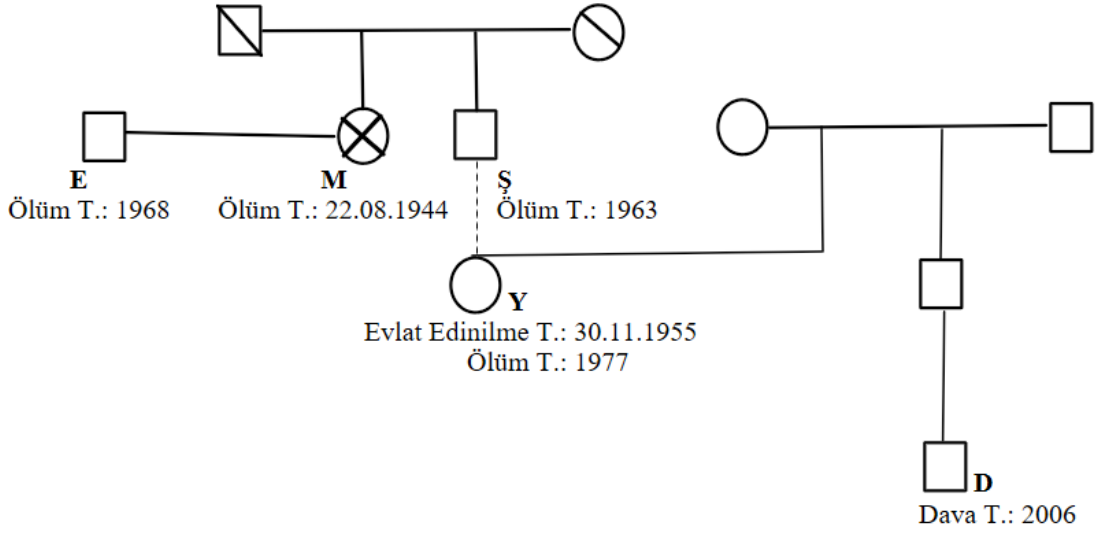 E
Ölüm T.: 1968
M
Ölüm T.: 22.08.1944
Ş
Ölüm T.: 1963
Y
Evlat Edinilme T.: 30.11.1955
Ölüm T.: 1977
D
Dava T.: 2006